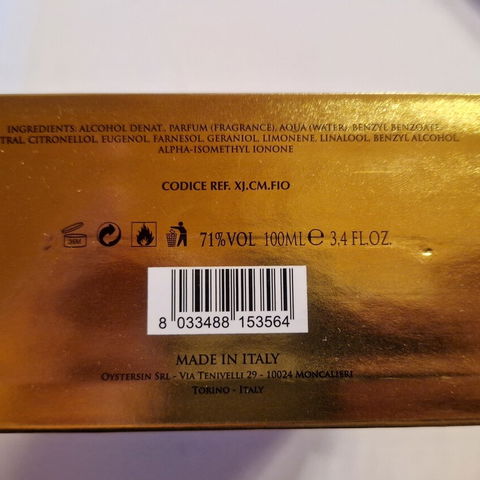 INGREDIENTS: ALCOHOL DENAT., PARFUM (FRAGRANCE), AQUA (WATER), BENZYL BENZOATE,
TRAL, CITRONELLOL, EUGENOL, FARNESOL, GERANIOL, LIMONENE, LINALOOL, BENZYL ALCOHOL,
ALPHA-ISOMETHYL IONONE
CODICE REF. XJ.CM.FIO
36M 71%VOL 100ML℮ 3.4 FL.OZ.
8 033488 153564
MADE IN ITALY
OYSTERSIN SRL - VIA TENIVELLI 29 - 10024 MONCALIERI
TORINO - ITALY